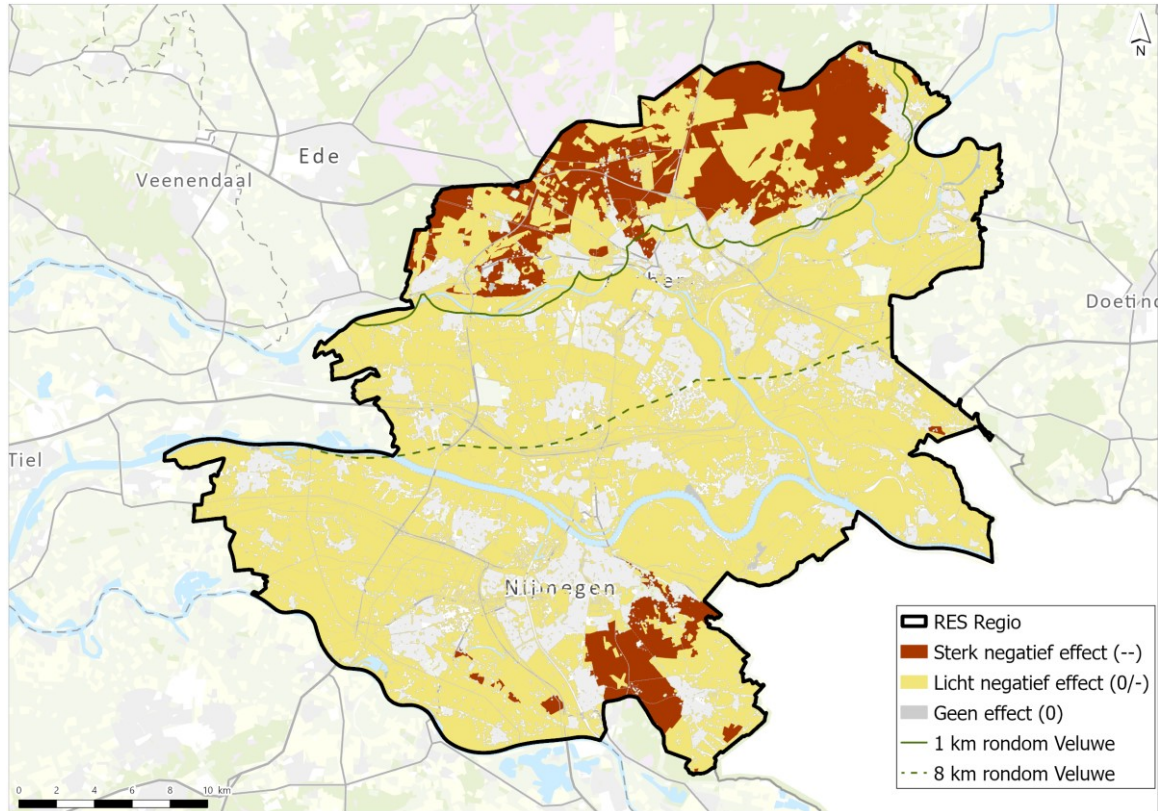 N
Ede
Veenendaal
Doetinc
Tiel
Nijmegen
RES Regio
Sterk negatief effect (--)
Licht negatief effect (0/-)
Geen effect (0)
1 km rondom Veluwe
8 km rondom Veluwe
0 2 4 6 8 10 km